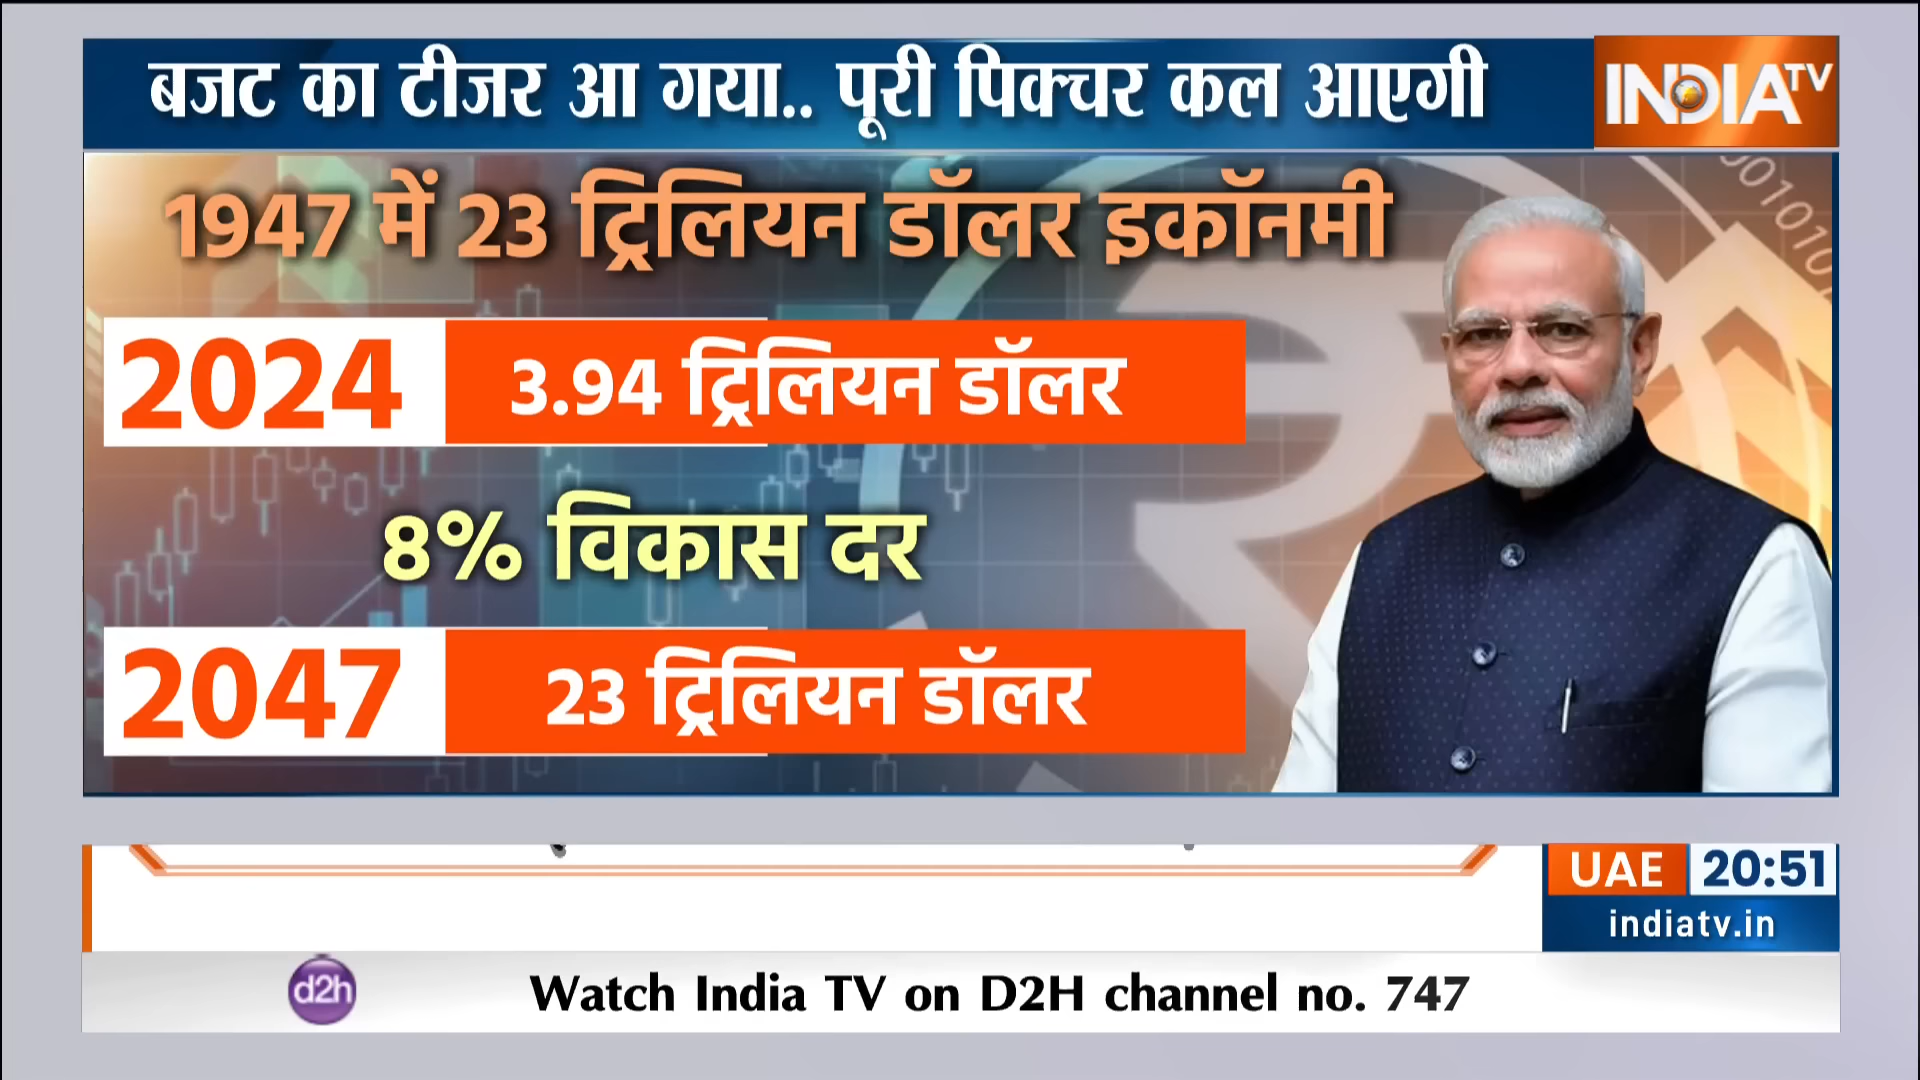 बजट का टीजर आ गया.. पूरी पिक्चर कल आएगी
INDIA TV
001010
1947 में 23 ट्रिलियन डॉलर इकॉनमी
2024 3.94 ट्रिलियन डॉलर
8% विकास दर
2047 23 ट्रिलियन डॉलर
UAE 20:51
indiatv.in
d2h Watch India TV on D2H channel no. 747